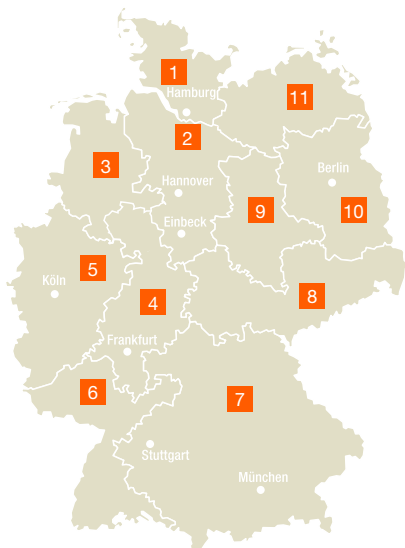 1
Hamburg
11
2
3
Berlin
Hannover
9
10
Einbeck
5
Köln
8
4
Frankfurt
6
7
Stuttgart
München